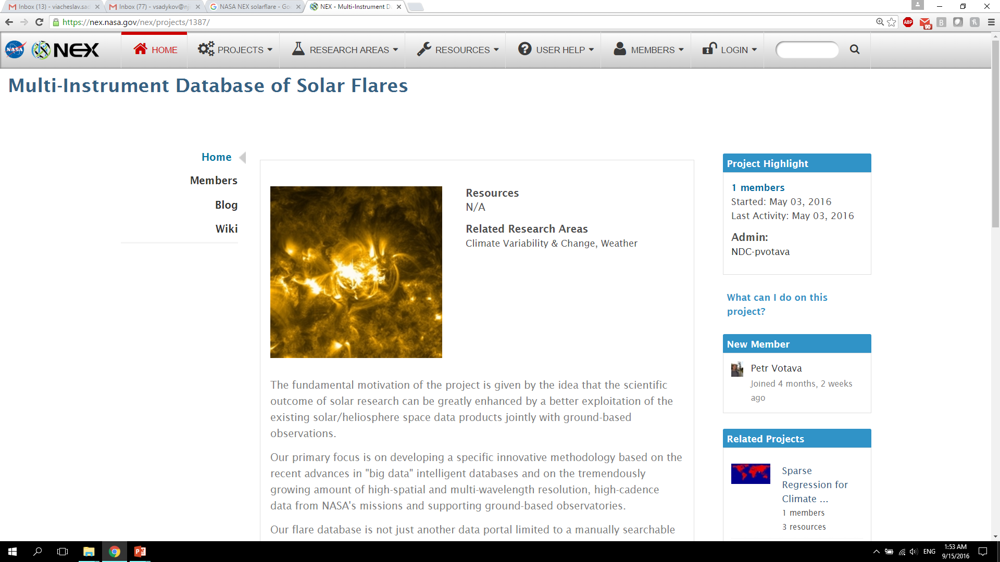 Inbox (13) - viacheslav.sad
Inbox (77) - vsadykov@nji
NASA NEX solarflare - Go
NEX - Multi-Instrument D
https://nex.nasa.gov/nex/projects/1387/
ABP
90
B
NASA
NEX
HOME
PROJECTS
RESEARCH AREAS
RESOURCES
USER HELP
MEMBERS
LOGIN
Multi-Instrument Database of Solar Flares
Home
Members
Blog
Wiki
Resources
N/A
Related Research Areas
Climate Variability & Change, Weather
The fundamental motivation of the project is given by the idea that the scientific
outcome of solar research can be greatly enhanced by a better exploitation of the
existing solar/heliosphere space data products jointly with ground-based
observations.
Our primary focus is on developing a specific innovative methodology based on the
recent advances in "big data" intelligent databases and on the tremendously
growing amount of high-spatial and multi-wavelength resolution, high-cadence
data from NASA's missions and supporting ground-based observatories.
Our flare database is not just another data portal limited to a manually searchable
Project Highlight
1 members
Started: May 03, 2016
Last Activity: May 03, 2016
Admin:
NDC-pvotava
What can I do on this
project?
New Member
Petr Votava
Joined 4 months, 2 weeks
ago
Related Projects
Sparse
Regression for
Climate ...
1 members
3 resources
ENG
1:53 AM
9/15/2016